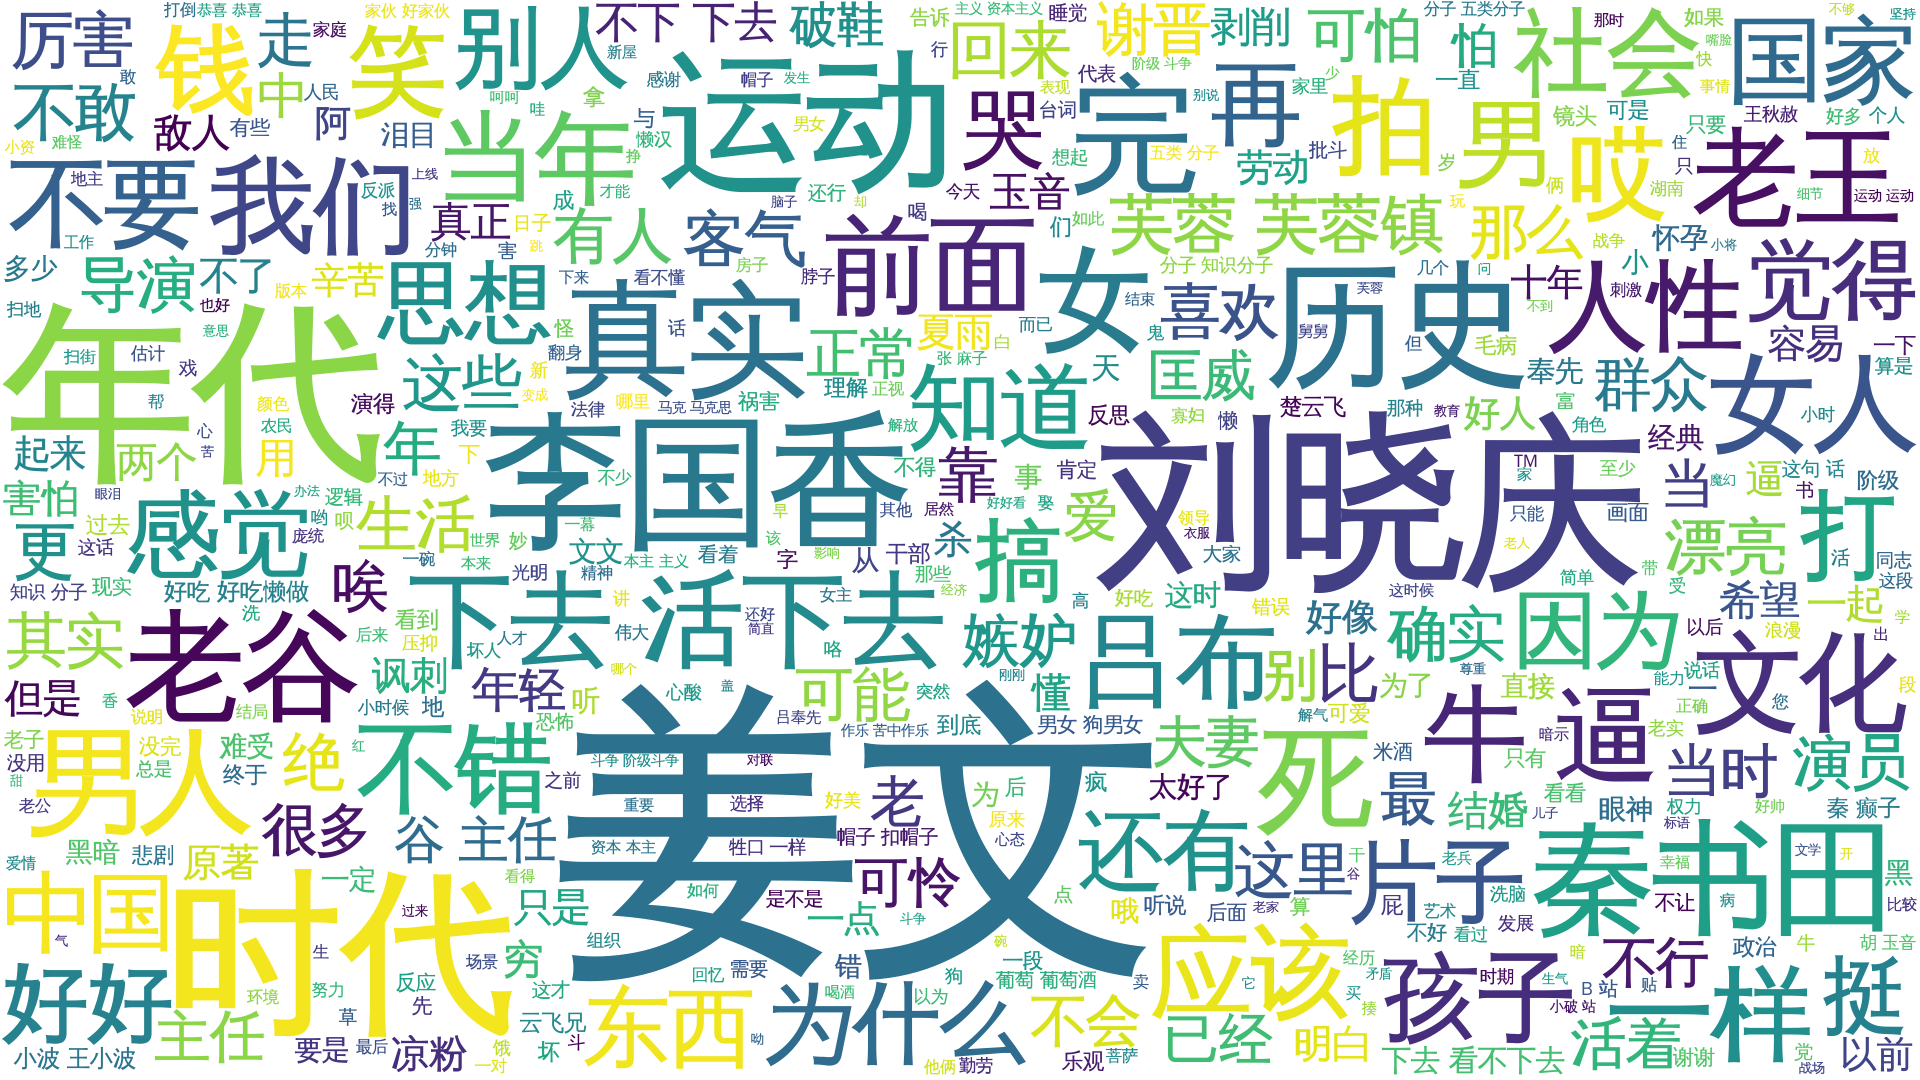 厉害 钱 走 家庭 打倒 恭喜 恭喜 家伙 好家伙 别人 不下 下去 破鞋 告诉 主义 资本主义 睡觉 谢晋 剥削 可怕 怕 分子 五类分子 社会 那时 如果 嘴脸 不够 国家 坚持
不敢 敢 中 人民 笑 新屋 感谢 帽子 发生 行 回来 阶级 斗争 代表 再 家里 少 一直 快 事情
敌人 有些 阿 泪目 呵呵 哇 拿 与 运动 男女 哭 表现 台词 别说 拍 男 镜头 可是 只要 王秋赦 好多 个人
小资 难怪 当年 懒汉 挣 完 想起 五类 分子 劳动 批斗 岁 哎 老王 住 只 放
不要 地主 我们 反派 找 上线 强 成 才能 还行 脑子 却 今天 玉音 俩 湖南 玩 细节 运动 运动
工作 真正 日子 跳 有人 客气 喝 前面 们 如此 芙蓉 芙蓉镇 那么 战争 怀孕 小将
多少 导演 不了 辛苦 分钟 害 房子 脖子 女 分子 知识分子 几个 问 十年 小 觉得
扫地 也好 版本 思想 下来 看不懂 真实 夏雨 白 而已 结束 喜欢 鬼 舅舅 历史 芙蓉 不到 人性 刺激 容易 一下
年代 扫街 估计 意思 戏 这些 怪 翻身 话 正常 张 麻子 天 匡威 但 毛病 奉先 群众 女人 算是
帮 颜色 农民 演得 新 变成 法律 哪里 马克 马克思 祸害 理解 正视 知道 反思 寡妇 懒 楚云飞 那种 教育 好人 富 角色 小时
起来 心 苦 两个 用 年 我要 下 李国香 解放 刘晓庆 经典
害怕 眼泪 办法 逻辑 不过 地方 不少 不得 靠 事 肯定 TM 家 至少 当 魔幻 逼 这句 话 阶级
更 过去 感觉 哟 呗 生活 一幕 早 其他 居然 好好看 娶 爱 领导 衣服 只能 画面 书 打
这话 庞统 世界 妙 该 影响 文文 看着 字 从 干部 杀 搞 大家 老人 漂亮 活 同志
知识 分子 现实 好吃 好吃懒做 唉 一碗 本来 光明 精神 本主 主义 那些 经济 高 好吃 这时 错误 这时候 简单 带 受 希望 一起 这段
其实 老谷 洗 后来 看到 压抑 下去 讲 伟大 活下去 女主 还好 简直 嫉妒 吕布 好像 确实 因为 以后 浪漫 出 学
但是 香 说明 结局 讽刺 小时候 地 年轻 坏人 人才 哪个 听 心酸 盖 咯 可能 突然 刚刚 懂 别 比 尊重 为了 直接 说话 能力 一 文化 您 段
老子 没用 甜 男人 没完 总是 难受 终于 绝 红 不错 恐怖 之前 姜文 吕奉先 作乐 苦中作乐 到底 男女 狗男女 可爱 解气 夫妻 死 牛逼 暗示 老实 正确
老公 很多 谷 主任 斗争 阶级斗争 对联 重要 选择 好美 老 为 后 原来 疯 太好了 米酒 最 只有 看看 当时 演员
爱情 黑暗 悲剧 原著 资本 本主 牲口 一样 帽子 扣帽子 心态 还有 结婚 儿子 眼神 权力 标语 好帅 秦 癫子
中国 一定 时代 过来 看得 只是 如何 是不是 可怜 点 哦 听说 这里 干 谷 片子 老兵 洗脑 秦书田 幸福 文学 开 黑
气 生 场景 组织 一点 斗争 后面 老家 算 屁 艺术 不好 看过 发展 不让 病 比较
好好 环境 努力 反应 先 穷 这才 回忆 需要 错 碗 狗 一段 葡萄 葡萄酒 卖 应该 它 经历 矛盾 买 揍 孩子 时期 生气 暗 B站 不行 贴 政治 牛 胡 玉音
小波 王小波 主任 草 要是 最后 凉粉 饿 一对 云飞兄 坏 斗 东西 呦 喝酒 为什么 以为 他俩 勤劳 不会 乐观 菩萨 已经 明白 下去 看不下去 小破 站 活着 一样 谢谢 党 战场 挺 以前